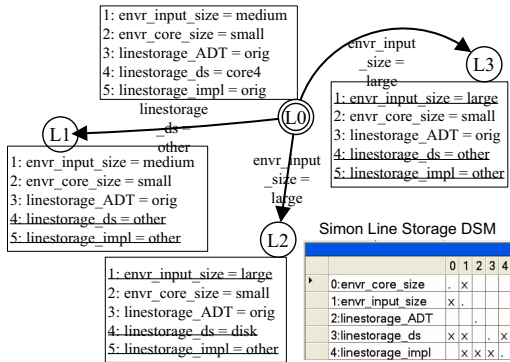 1: envr_input_size = medium
2: envr_core_size = small
3: linestorage_ADT = orig
4: linestorage_ds = core4
5: linestorage_impl = orig
envr_input
_size =
large
L3
1: envr_input_size = large
2: envr_core_size = small
3: linestorage_ADT = orig
4: linestorage_ds = other
5: linestorage_impl = other
L0
linestorage
_ds =
other
L1
1: envr_input_size = medium
2: envr_core_size = small
3: linestorage_ADT = orig
4: linestorage_ds = other
5: linestorage_impl = other
envr_input
_size =
large
L2
1: envr_input_size = large
2: envr_core_size = small
3: linestorage_ADT = orig
4: linestorage_ds = disk
5: linestorage_impl = other
Simon Line Storage DSM
0 1 2 3 4
0:envr_core_size . x
1:envr_input_size x .
2:linestorage_ADT .
3:linestorage_ds x x . x
4:linestorage_impl x x x .